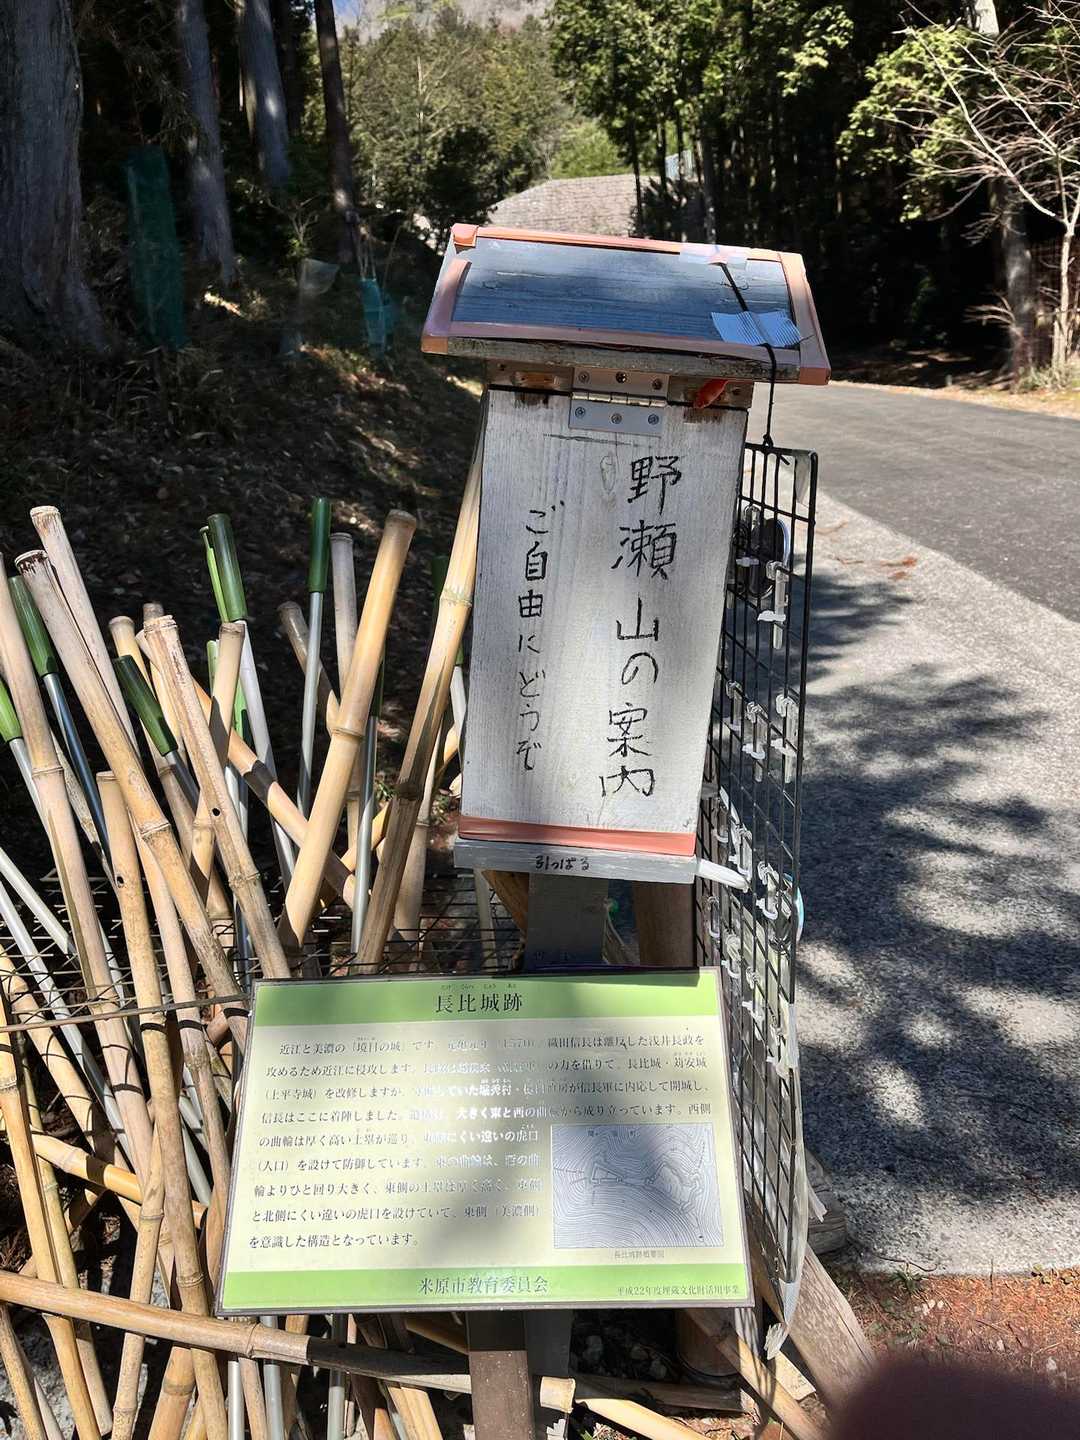 野瀬山の案内
ご自由にどうぞ
引っぱる
たけ くらべ じょう あと
長比城跡
近江と美濃の「境目の城」です。元亀元年（1570）、織田信長は離反した浅井長政を
攻めるため近江に侵攻します。の力を借りて、長比城・苅安城
（上平寺城）を改修しますが、していた堀秀村・樋口直房が信長軍に内応して開城し、
信長はここに着陣しました。大きく東と西の曲輪から成り立っています。西側
の曲輪は厚く高い土塁が巡り、東側にくい違いの虎口
（入口）を設けて防御しています。東の曲輪は、西の曲
輪よりひと回り大きく、東側の土塁は厚く高く、東側
と北側にくい違いの虎口を設けていて、東側（美濃側）
を意識した構造となっています。
長比城跡概要図
米原市教育委員会
平成22年度埋蔵文化財活用事業